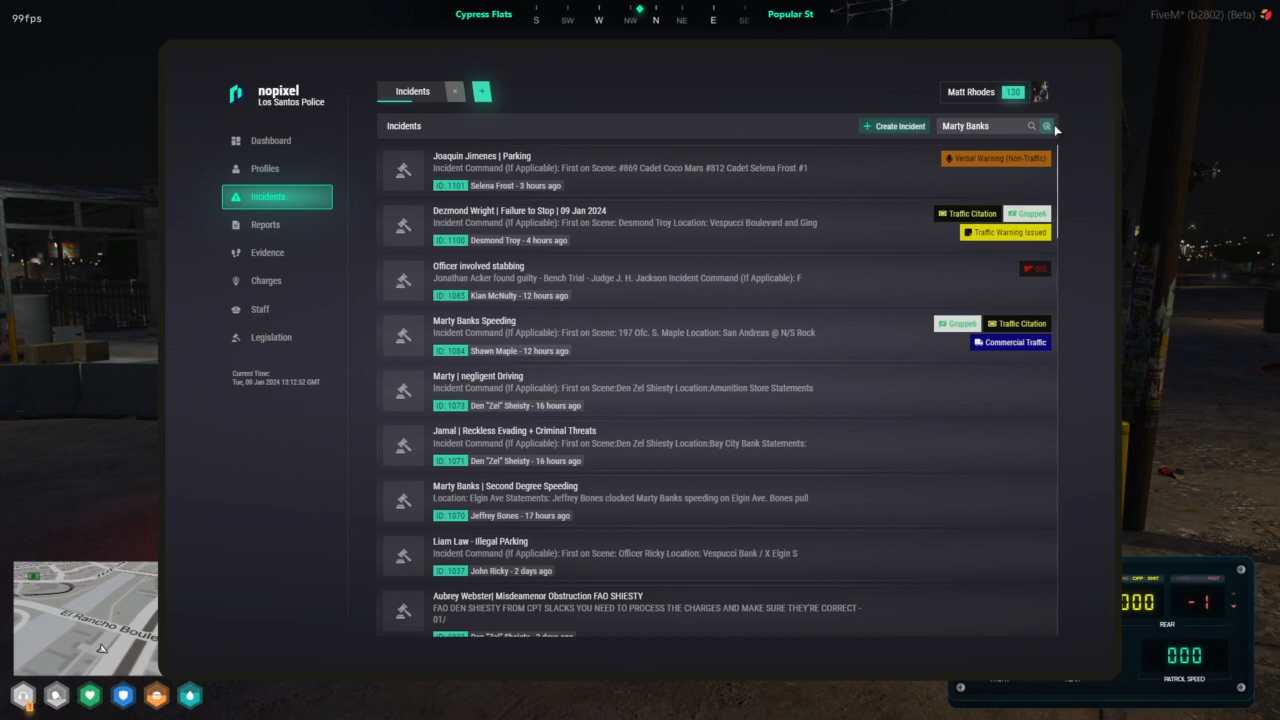 99fps
Cypress Flats
S SW W NW N NE E SE
Popular St
FiveM* (b2802) (Beta)
nopixel
Los Santos Police
Incidents ×
+
Matt Rhodes 130
Incidents
+ Create Incident
Marty Banks
Dashboard
Profiles
Incidents
Reports
Evidence
Charges
Staff
Legislation
Current Time:
Tue, 09 Jan 2024 13:12:52 GMT
Joaquin Jimenes | Parking
Incident Command (If Applicable): First on Scene: #869 Cadet Coco Mars #812 Cadet Selena Frost #1
ID: 1101 Selena Frost - 3 hours ago
Verbal Warning (Non-Traffic)
Dezmond Wright | Failure to Stop | 09 Jan 2024
Incident Command (If Applicable): First on Scene: Desmond Troy Location: Vespucci Boulevard and Ging
ID: 1100 Desmond Troy - 4 hours ago
Traffic Citation Gruppe6
Traffic Warning Issued
Officer involved stabbing
Jonathan Acker found guilty - Bench Trial - Judge J. H. Jackson Incident Command (If Applicable): F
ID: 1085 Kian McNulty - 12 hours ago
Marty Banks Speeding
Incident Command (If Applicable): First on Scene: 197 Ofc. S. Maple Location: San Andreas @ N/S Rock
ID: 1084 Shawn Maple - 12 hours ago
Gruppe6 Traffic Citation
Commercial Traffic
Marty | negligent Driving
Incident Command (If Applicable): First on Scene:Den Zel Shiesty Location:Amunition Store Statements
ID: 1073 Den "Zel" Sheisty - 16 hours ago
Jamal | Reckless Evading + Criminal Threats
Incident Command (If Applicable): First on Scene:Den Zel Shiesty Location:Bay City Bank Statements:
ID: 1071 Den "Zel" Sheisty - 16 hours ago
Marty Banks | Second Degree Speeding
Location: Elgin Ave Statements: Jeffrey Bones clocked Marty Banks speeding on Elgin Ave. Bones pull
ID: 1070 Jeffrey Bones - 17 hours ago
Liam Law - Illegal PArking
Incident Command (If Applicable): First on Scene: Officer Ricky Location: Vespucci Bank / X Elgin S
ID: 1037 John Ricky - 2 days ago
Aubrey Webster| Misdeamenor Obstruction FAO SHIESTY
FAO DEN SHIESTY FROM CPT SLACKS YOU NEED TO PROCESS THE CHARGES AND MAKE SURE THEY'RE CORRECT -
01/
Den "Zel" Sheisty - 2 days ago
El Rancho Boule
OPP XMIT
000 -1
REAR
000
PATROL SPEED